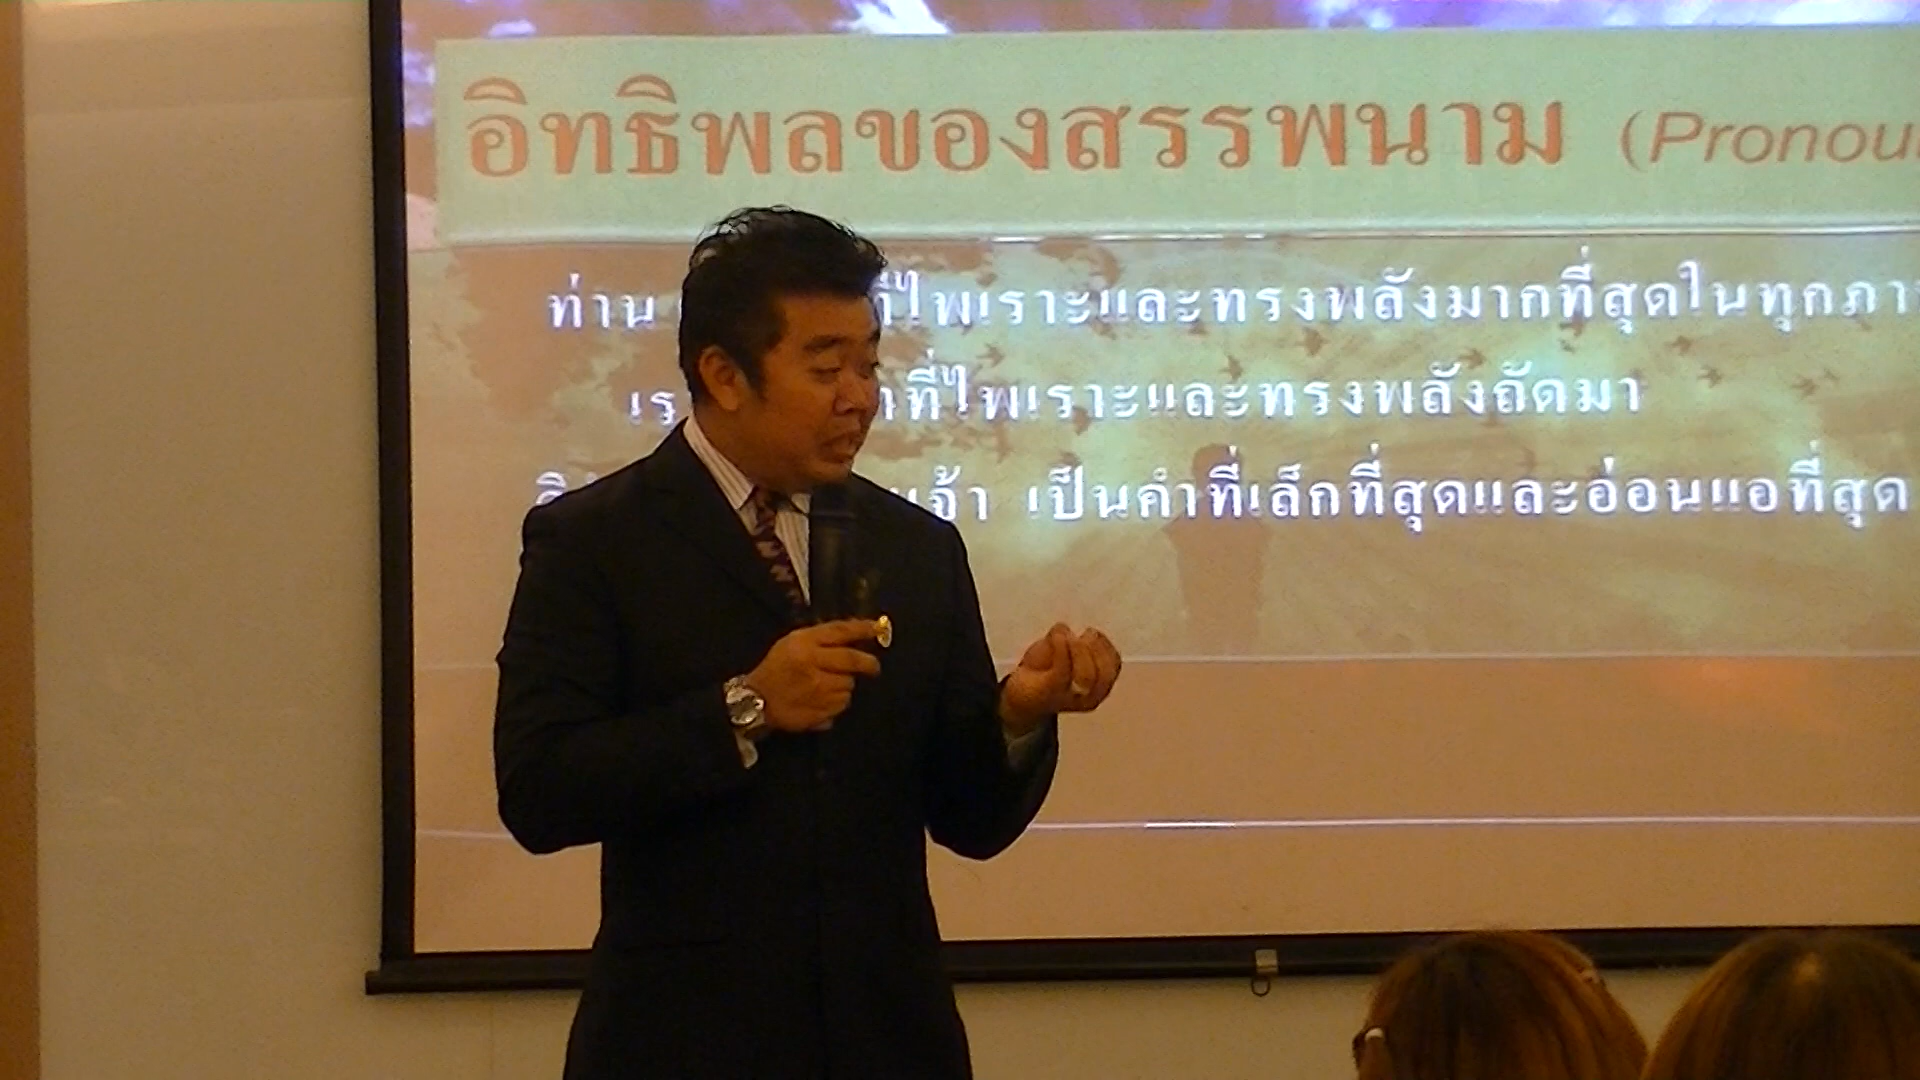 อิทธิพลของสรรพนาม (Pronou
ท่าน ที่ไพเราะและทรงพลังมากที่สุดในทุกภา
เร ที่ไพเราะและทรงพลังถัดมา
เจ้า เป็นคำที่เล็กที่สุดและอ่อนแอที่สุด